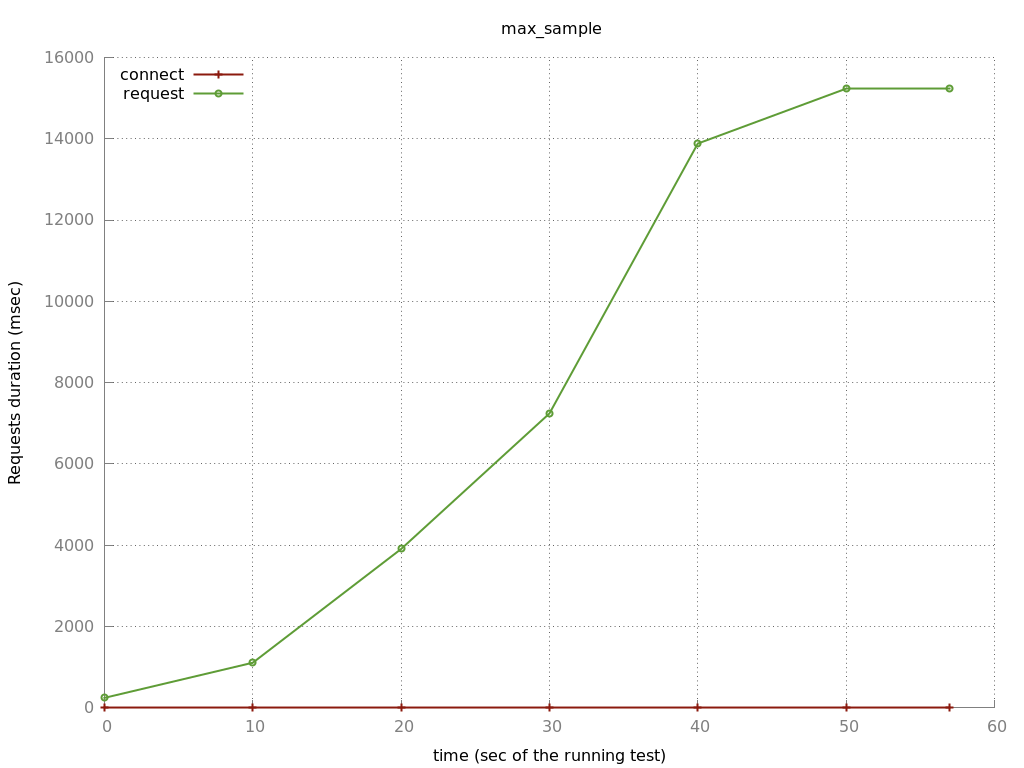 max_sample
connect
request
16000
14000
12000
10000
8000
6000
4000
2000
0
Requests duration (msec)
0 10 20 30 40 50 60
time (sec of the running test)